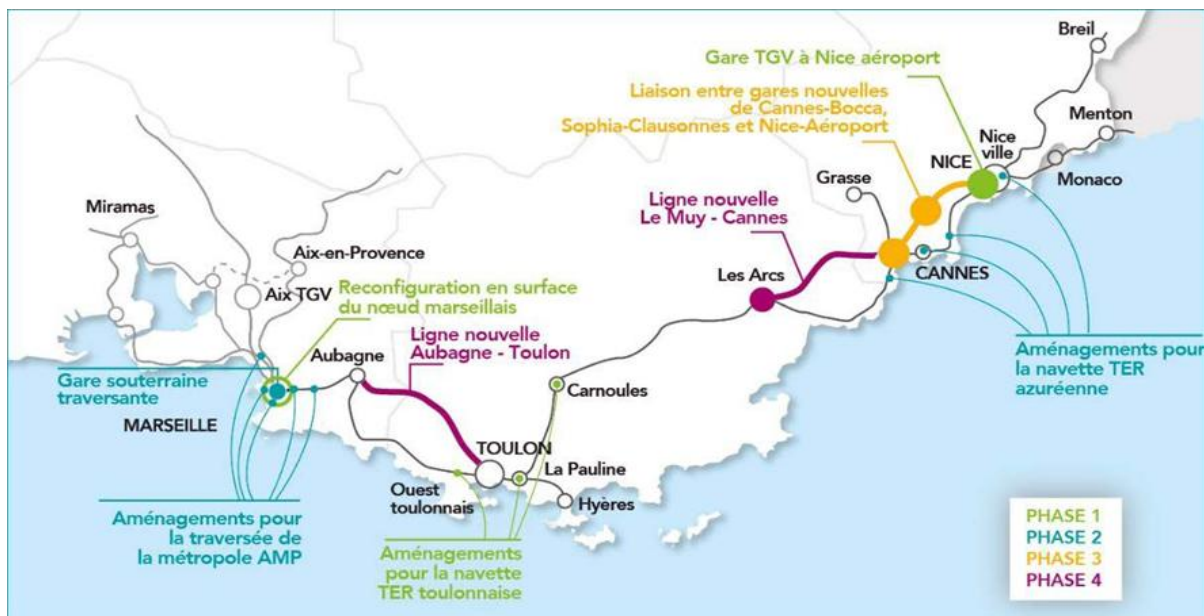 Breil
Gare TGV à Nice aéroport
Liaison entre gares nouvelles
de Cannes-Bocca,
Sophia-Clausonnes et Nice-Aéroport
Menton
Nice
ville
NICE
Monaco
Grasse
Miramas
Ligne nouvelle
Le Muy - Cannes
Aix-en-Provence
CANNES
Les Arcs
Aix TGV
Reconfiguration en surface
du nœud marseillais
Ligne nouvelle
Aubagne - Toulon
Aubagne
Aménagements pour
la navette TER
azuréenne
Gare souterraine
traversante
Carnoules
MARSEILLE
TOULON
La Pauline
Ouest
toulonnais
Hyères
Aménagements pour
la traversée de
la métropole AMP
Aménagements
pour la navette
TER toulonnaise
PHASE 1
PHASE 2
PHASE 3
PHASE 4